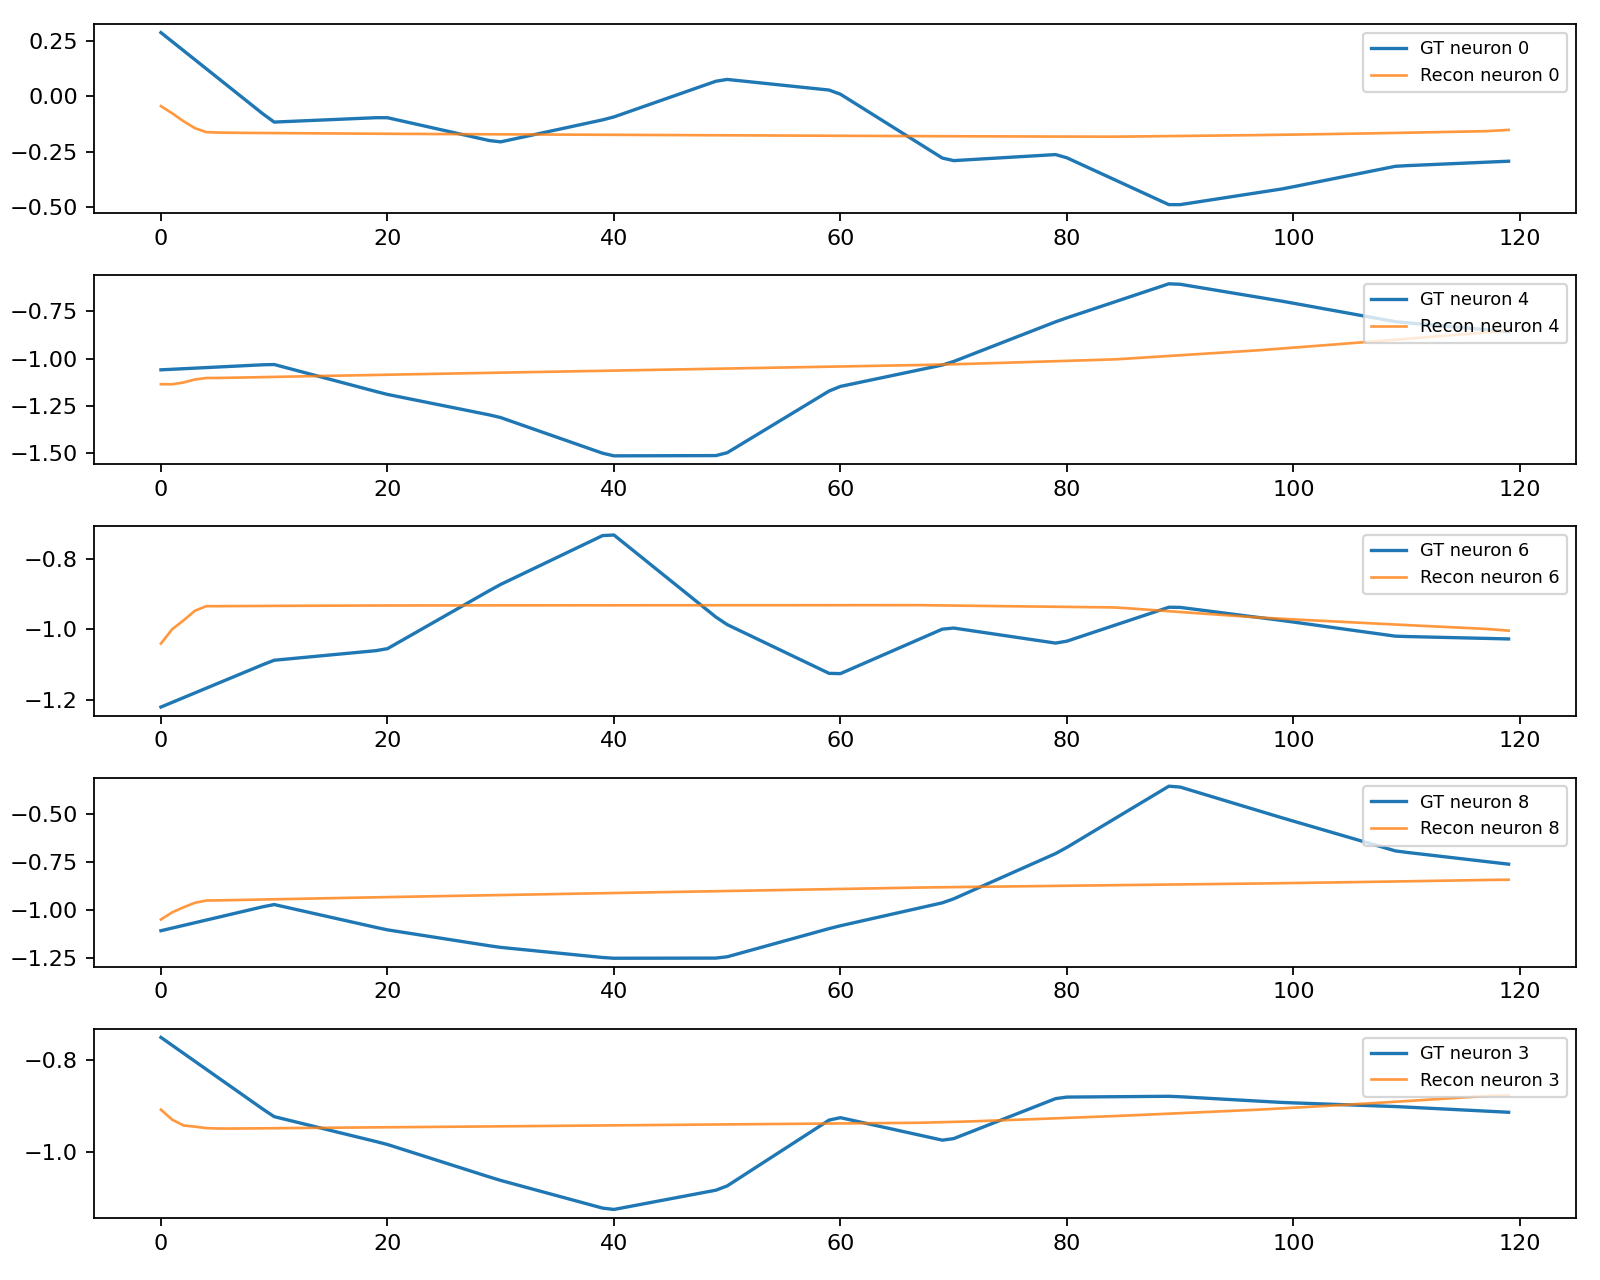 0.25
0.00
−0.25
−0.50
0 20 40 60 80 100 120
GT neuron 0
Recon neuron 0
−0.75
−1.00
−1.25
−1.50
0 20 40 60 80 100 120
GT neuron 4
Recon neuron 4
−0.8
−1.0
−1.2
0 20 40 60 80 100 120
GT neuron 6
Recon neuron 6
−0.50
−0.75
−1.00
−1.25
0 20 40 60 80 100 120
GT neuron 8
Recon neuron 8
−0.8
−1.0
0 20 40 60 80 100 120
GT neuron 3
Recon neuron 3